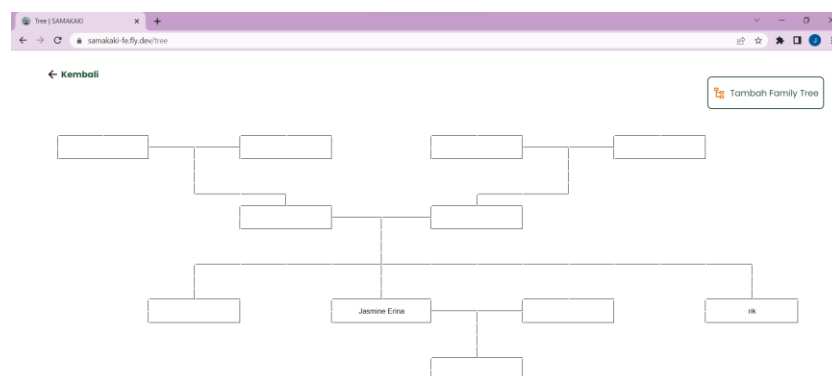 Tree | SAMAKAKI
samakaki-fe.fly.dev/tree
J
Kembali
Tambah Family Tree
Jasmine Erina
rik